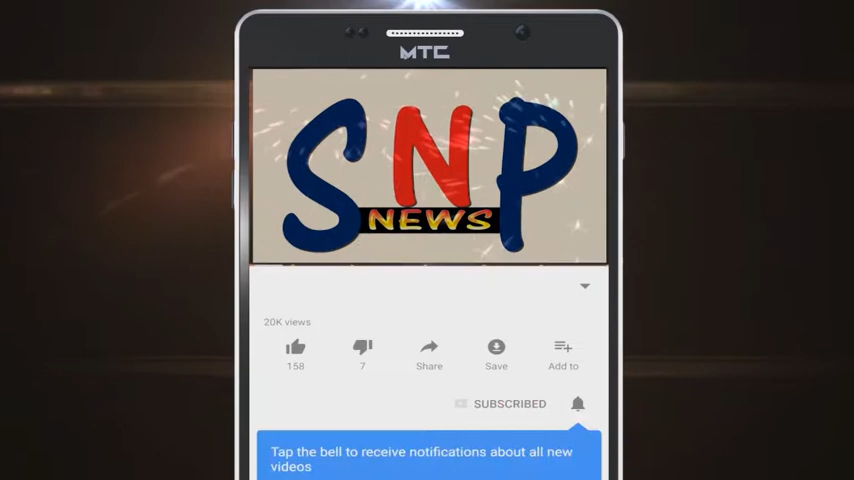 MTC
SNP
NEWS
20K views
158
7
Share
Save
Add to
SUBSCRIBED
Tap the bell to receive notifications about all new
videos